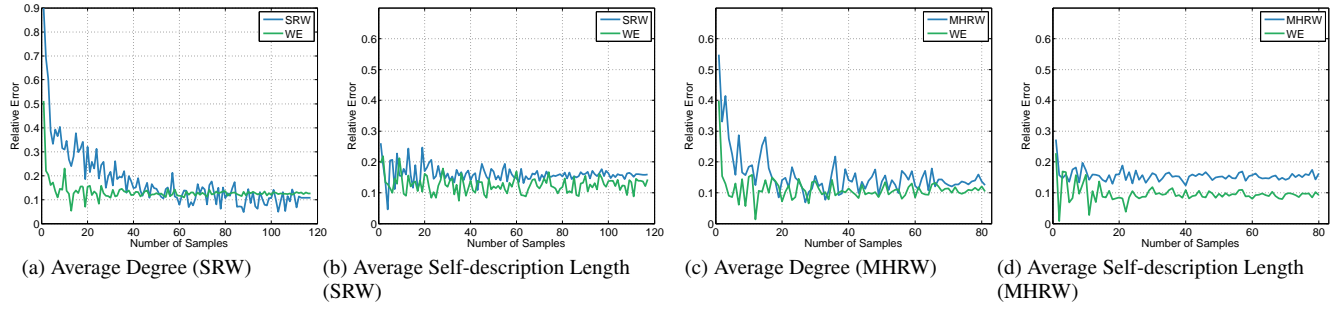 0.9
0.8
0.7
0.6
0.5
0.4
0.3
0.2
0.1
0
Relative Error
SRW
WE
0 20 40 60 80 100 120
Number of Samples
(a) Average Degree (SRW)
0.6
0.5
0.4
0.3
0.2
0.1
0
Relative Error
SRW
WE
0 20 40 60 80 100 120
Number of Samples
(b) Average Self-description Length
(SRW)
0.6
0.5
0.4
0.3
0.2
0.1
0
Relative Error
MHRW
WE
0 20 40 60 80
Number of Samples
(c) Average Degree (MHRW)
0.6
0.5
0.4
0.3
0.2
0.1
0
Relative Error
MHRW
WE
0 20 40 60 80
Number of Samples
(d) Average Self-description Length
(MHRW)